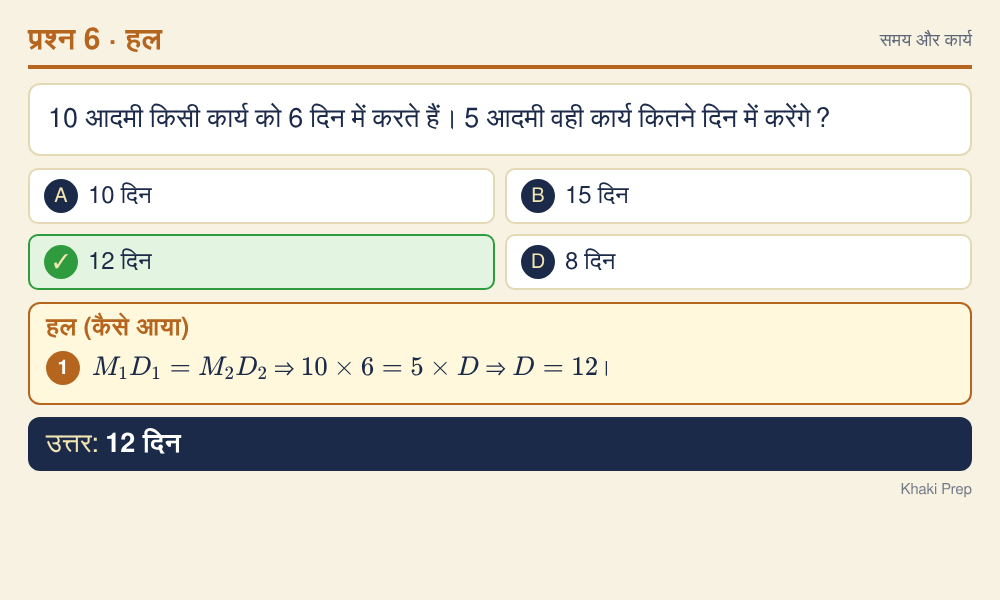 प्रश्न 6 · हल
समय और कार्य
10 आदमी किसी कार्य को 6 दिन में करते हैं। 5 आदमी वही कार्य कितने दिन में करेंगे?
A 10 दिन
B 15 दिन
✓ 12 दिन
D 8 दिन
हल (कैसे आया)
1 M₁D₁ = M₂D₂ ⇒ 10 × 6 = 5 × D ⇒ D = 12।
उत्तर: 12 दिन
Khaki Prep